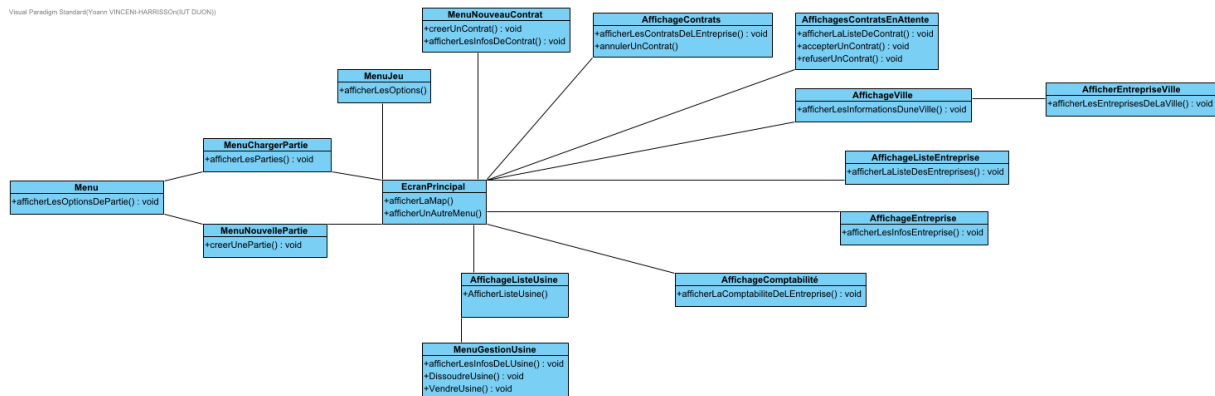 Visual Paradigm Standard(Yoann VINCENt-HARRISSOn(IUT DIJON))
MenuNouveauContrat
+creerUnContrat() : void
+afficherLesInfosDeContrat() : void
AffichageContrats
+afficherLesContratsDeLEntreprise() : void
+annulerUnContrat()
AffichagesContratsEnAttente
+afficherLaListeDeContrat() : void
+accepterUnContrat() : void
+refuserUnContrat() : void
MenuJeu
+afficherLesOptions()
AffichageVille
+afficherLesInformationsDuneVille() : void
AfficherEntrepriseVille
+afficherLesEntreprisesDeLaVille() : void
MenuChargerPartie
+afficherLesParties() : void
AffichageListeEntreprise
+afficherLaListeDesEntreprises() : void
Menu
+afficherLesOptionsDePartie() : void
EcranPrincipal
+afficherLaMap()
+afficherUnAutreMenu()
MenuNouvellePartie
+creerUnePartie() : void
AffichageEntreprise
+afficherLesInfosEntreprise() : void
AffichageListeUsine
+AfficherListeUsine()
AffichageComptabilité
+afficherLaComptabiliteDeLEntreprise() : void
MenuGestionUsine
+afficherLesInfosDeLUsine() : void
+DissoudreUsine() : void
+VendreUsine() : void